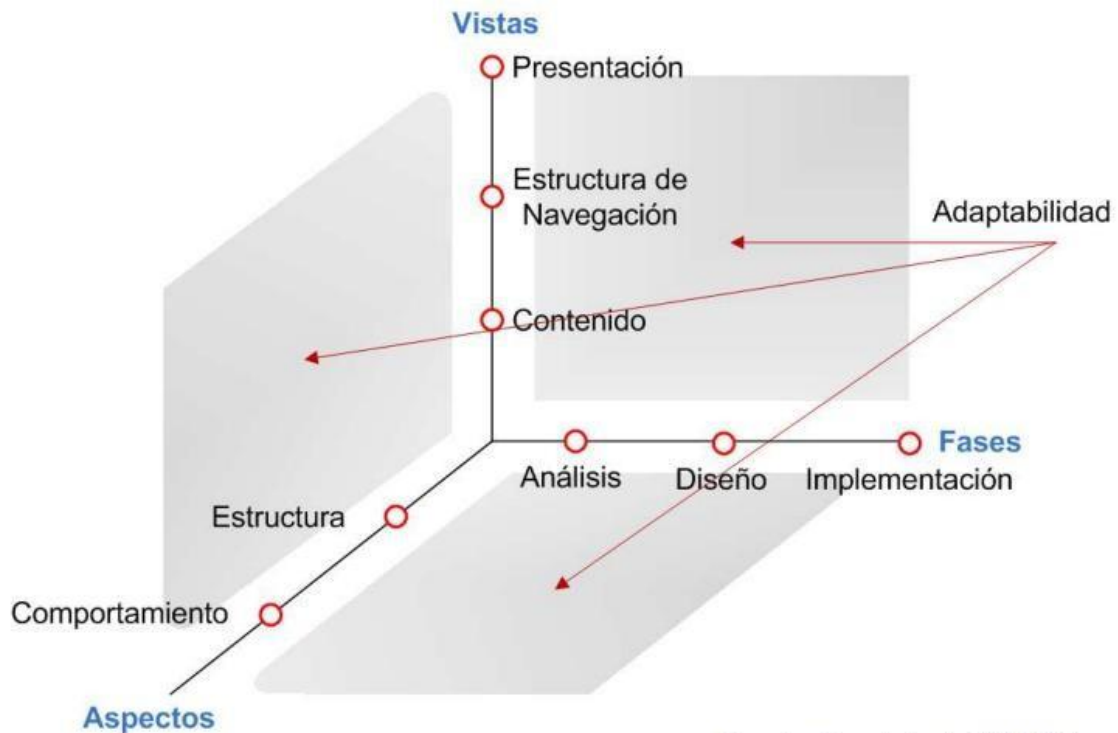 Vistas
Presentación
Estructura de
Navegación
Adaptabilidad
Contenido
Fases
Análisis
Diseño
Implementación
Estructura
Comportamiento
Aspectos